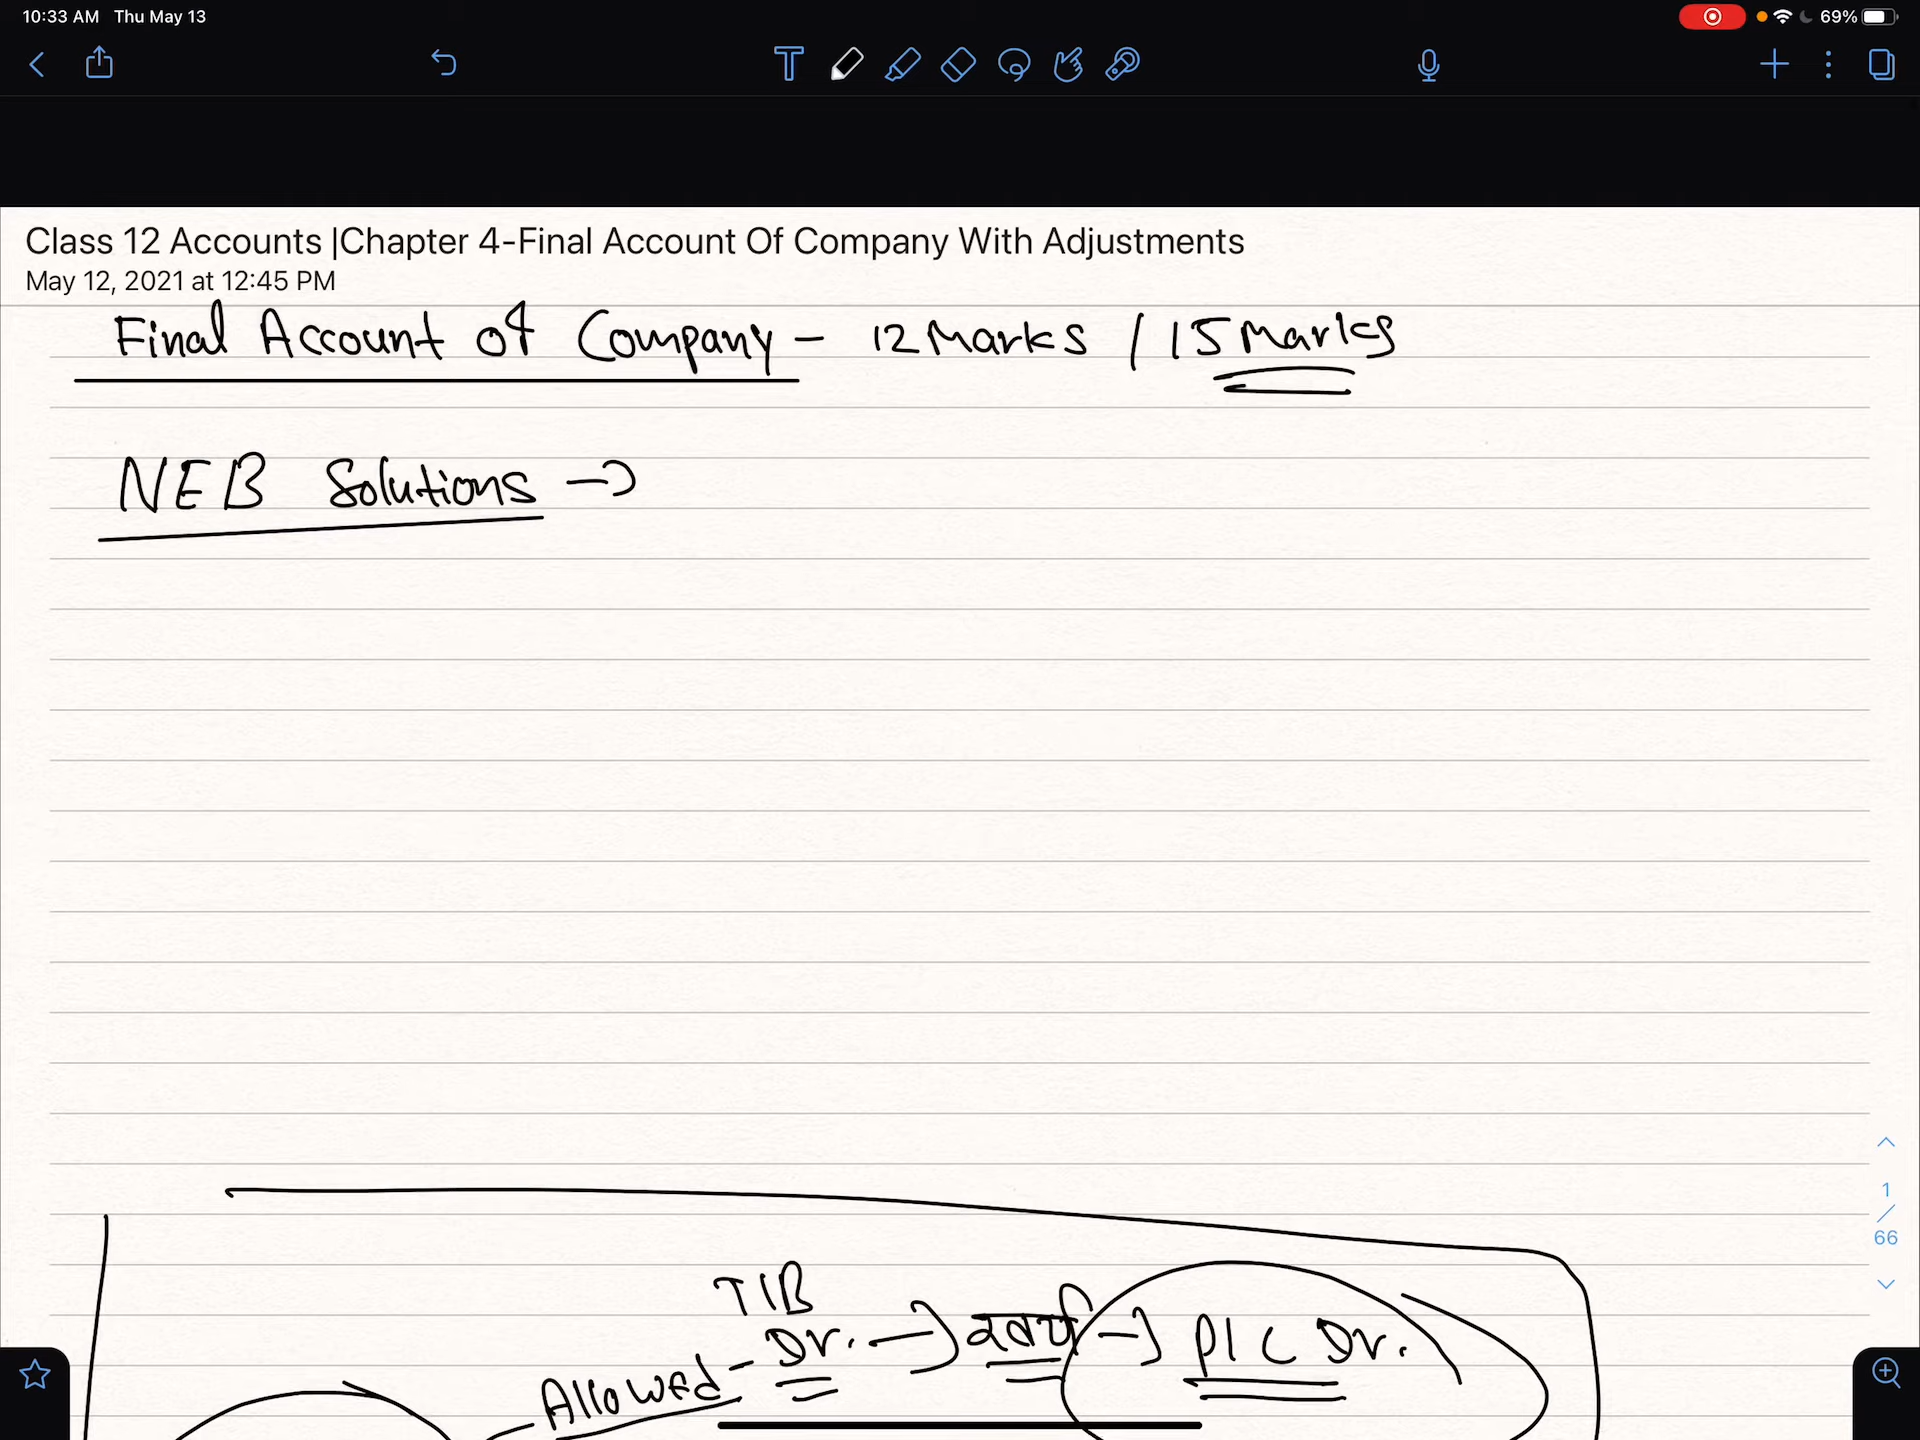 10:33 AM Thu May 13
69%
Class 12 Accounts |Chapter 4-Final Account Of Company With Adjustments
May 12, 2021 at 12:45 PM
Final Account of Company – 12 Marks / 15 Marks
NEB Solutions →
1
/
66
T/B
Allowed – Dr. → खर्च → P/L Dr.